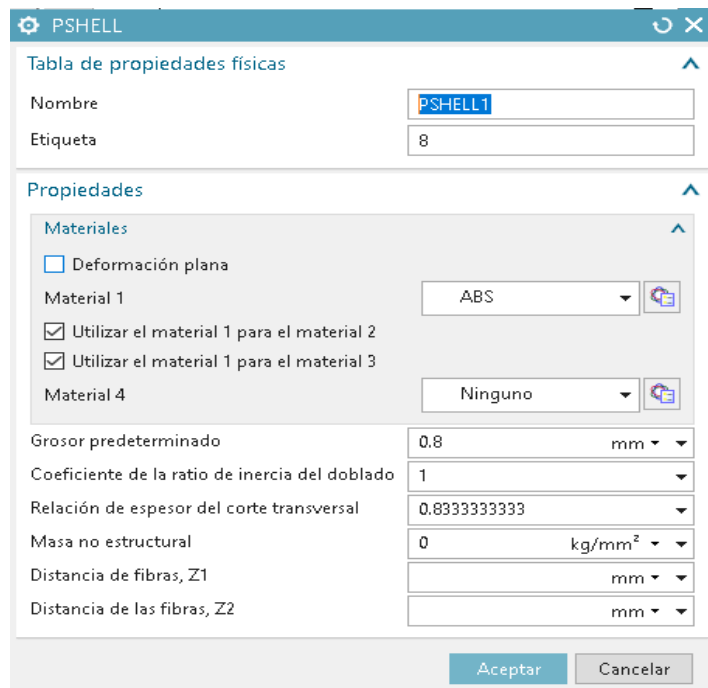 PSHELL
Tabla de propiedades físicas
Nombre PSHELL1
Etiqueta 8
Propiedades
Materiales
Deformación plana
Material 1 ABS
Utilizar el material 1 para el material 2
Utilizar el material 1 para el material 3
Material 4 Ninguno
Grosor predeterminado 0.8 mm
Coeficiente de la ratio de inercia del doblado 1
Relación de espesor del corte transversal 0.8333333333
Masa no estructural 0 kg/mm²
Distancia de fibras, Z1 mm
Distancia de las fibras, Z2 mm
Aceptar Cancelar